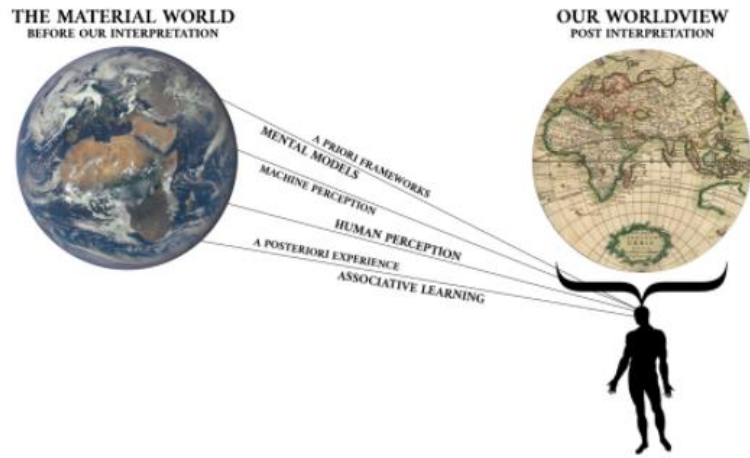 THE MATERIAL WORLD
BEFORE OUR INTERPRETATION
OUR WORLDVIEW
POST INTERPRETATION
A PRIORI FRAMEWORKS
MENTAL MODELS
MACHINE PERCEPTION
HUMAN PERCEPTION
A POSTERIORI EXPERIENCE
ASSOCIATIVE LEARNING